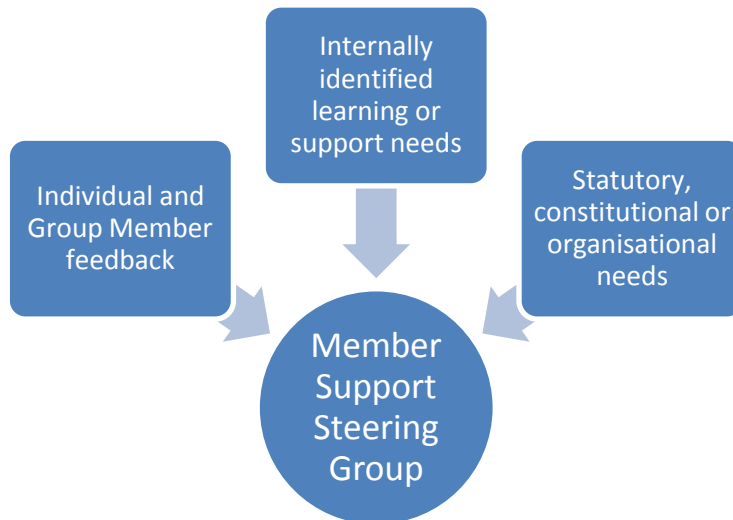 Internally
identified
learning or
support needs
Individual and
Group Member
feedback
Statutory,
constitutional or
organisational
needs
Member
Support
Steering
Group